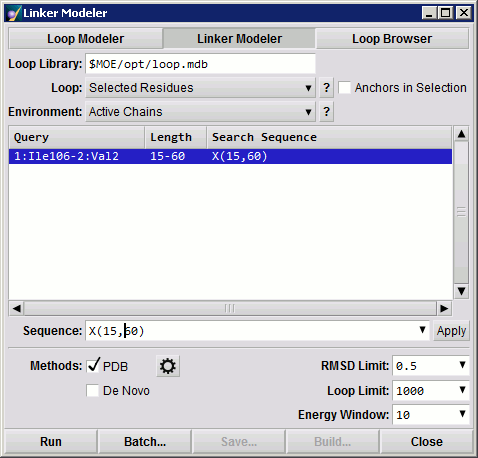 Linker Modeler
Loop Modeler Linker Modeler Loop Browser
Loop Library: $MOE/opt/loop.mdb
Loop: Selected Residues ? Anchors in Selection
Environment: Active Chains ?
Query Length Search Sequence
1:Ile106-2:Val2 15-60 X(15,60)
Sequence: X(15,60) Apply
Methods: PDB RMSD Limit: 0.5
De Novo Loop Limit: 1000
Energy Window: 10
Run Batch... Save... Build... Close